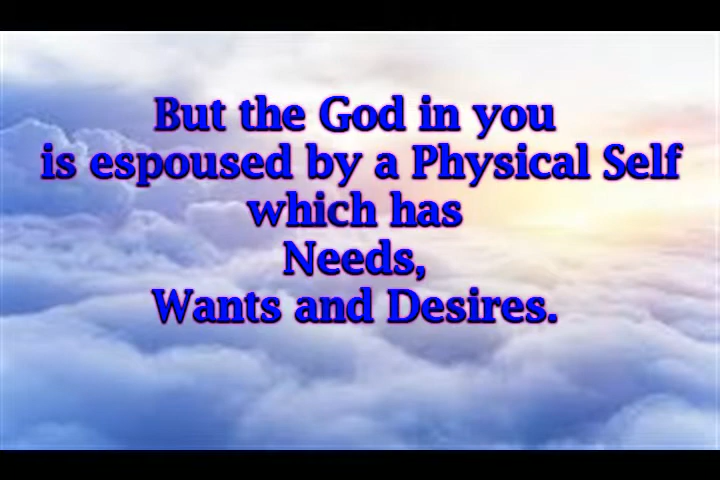 But the God in you
is espoused by a Physical Self
which has
Needs,
Wants and Desires.